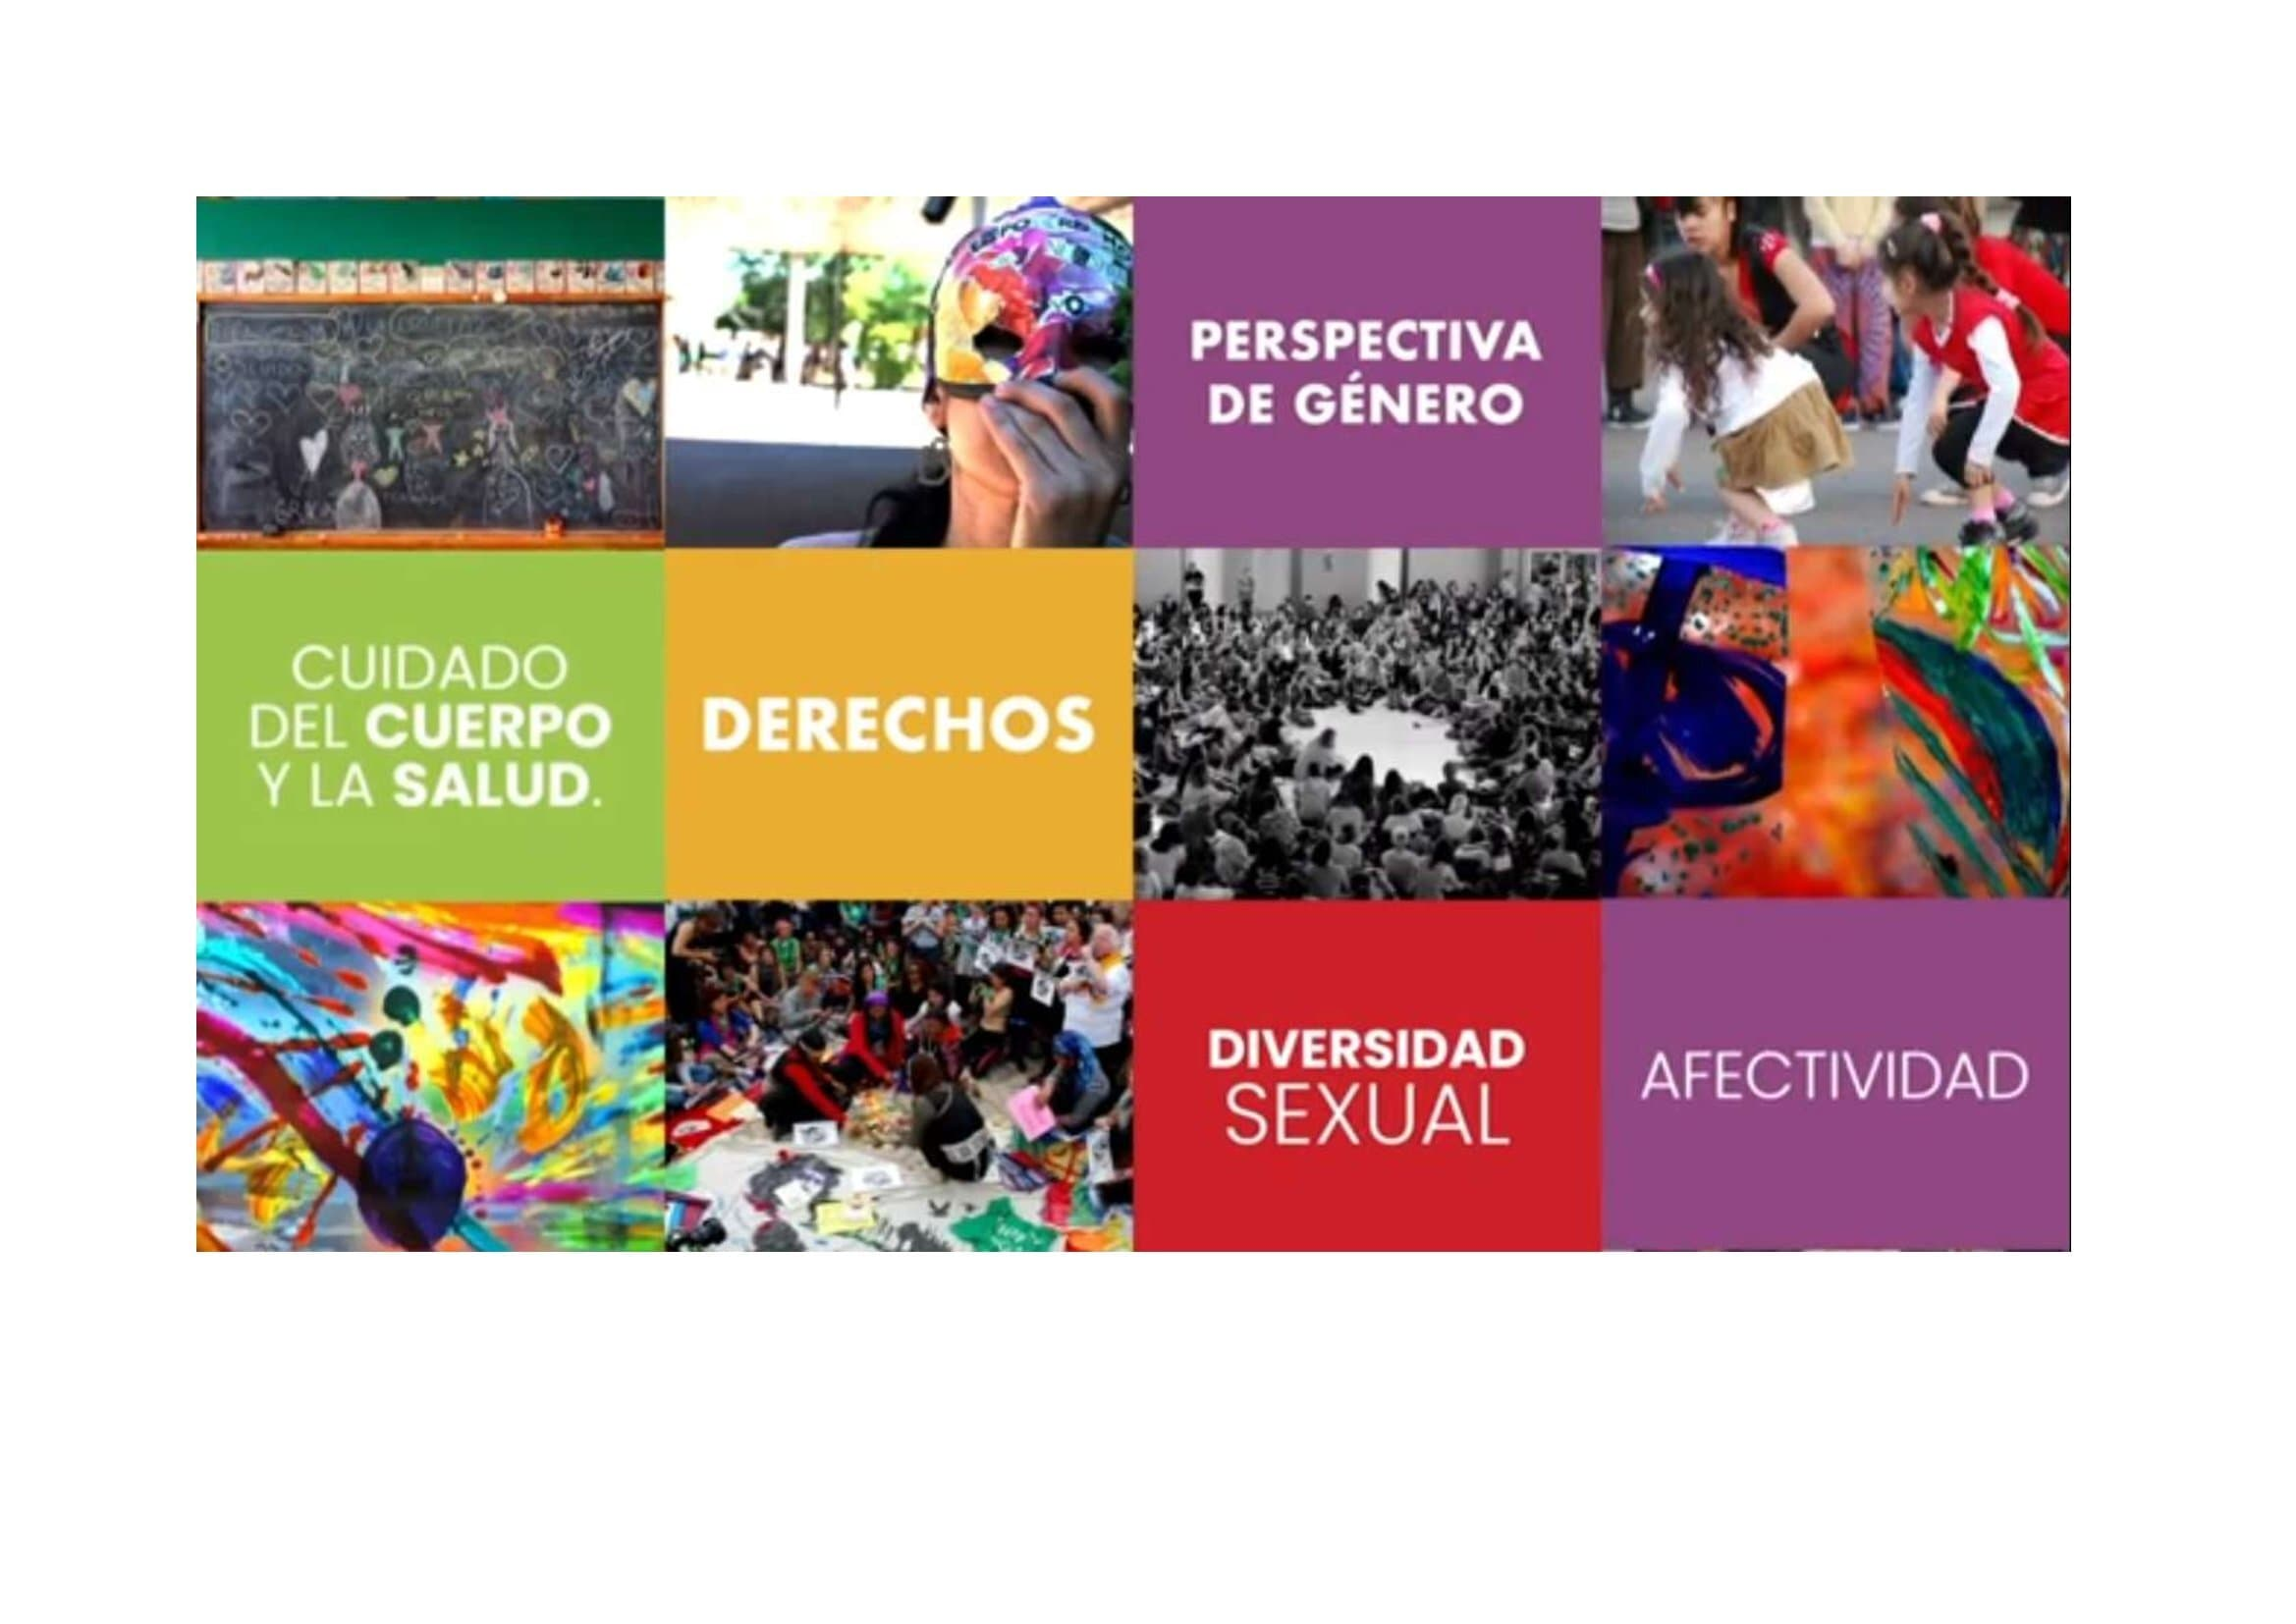 PERSPECTIVA
DE GÉNERO
CUIDADO
DEL CUERPO
Y LA SALUD.
DERECHOS
DIVERSIDAD
SEXUAL
AFECTIVIDAD